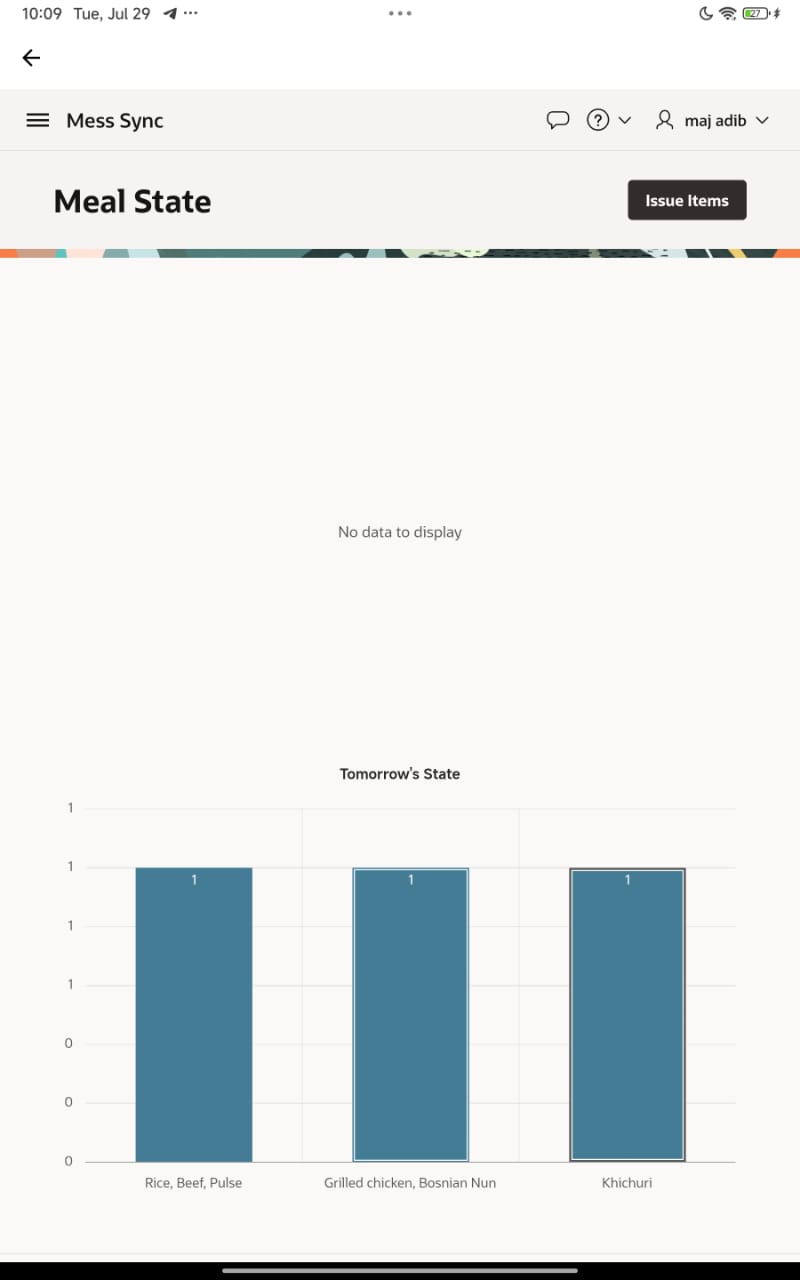 10:09 Tue, Jul 29
27
Mess Sync
maj adib
Meal State
Issue Items
No data to display
Tomorrow's State
1
1
1
1
0
0
0
1
1
1
Rice, Beef, Pulse
Grilled chicken, Bosnian Nun
Khichuri